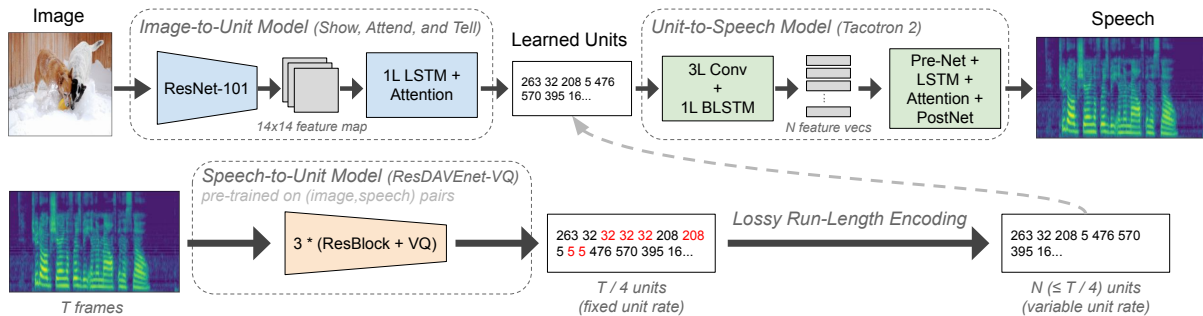 Image
Image-to-Unit Model (Show, Attend, and Tell)
ResNet-101
14x14 feature map
1L LSTM +
Attention
Learned Units
263 32 208 5 476
570 395 16...
Unit-to-Speech Model (Tacotron 2)
3L Conv
+
1L BLSTM
N feature vecs
Pre-Net +
LSTM +
Attention +
PostNet
Speech
Speech-to-Unit Model (ResDAVEnet-VQ)
pre-trained on (image,speech) pairs
T frames
3 * (ResBlock + VQ)
263 32 32 32 32 208 208
5 5 5 476 570 395 16...
T / 4 units
(fixed unit rate)
Lossy Run-Length Encoding
263 32 208 5 476 570
395 16...
N (≤ T / 4) units
(variable unit rate)